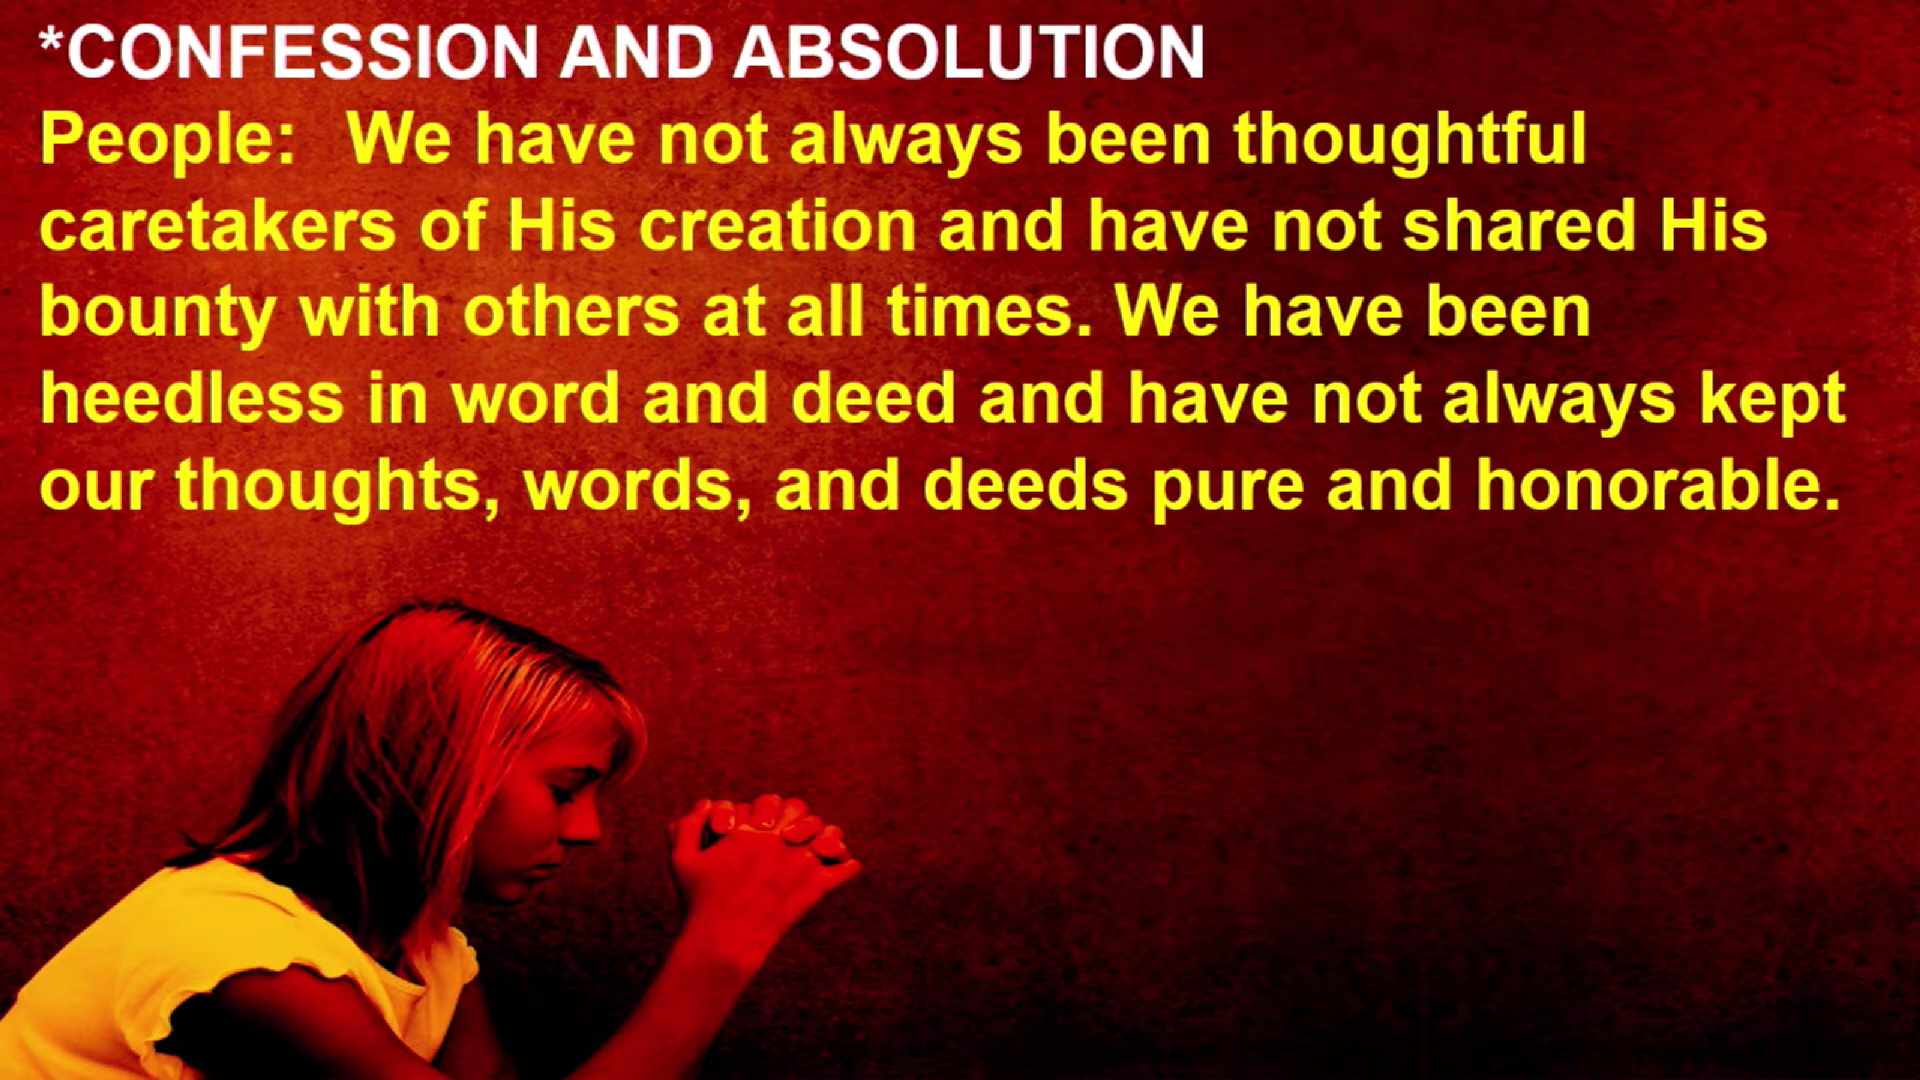 *CONFESSION AND ABSOLUTION
People: We have not always been thoughtful
caretakers of His creation and have not shared His
bounty with others at all times. We have been
heedless in word and deed and have not always kept
our thoughts, words, and deeds pure and honorable.